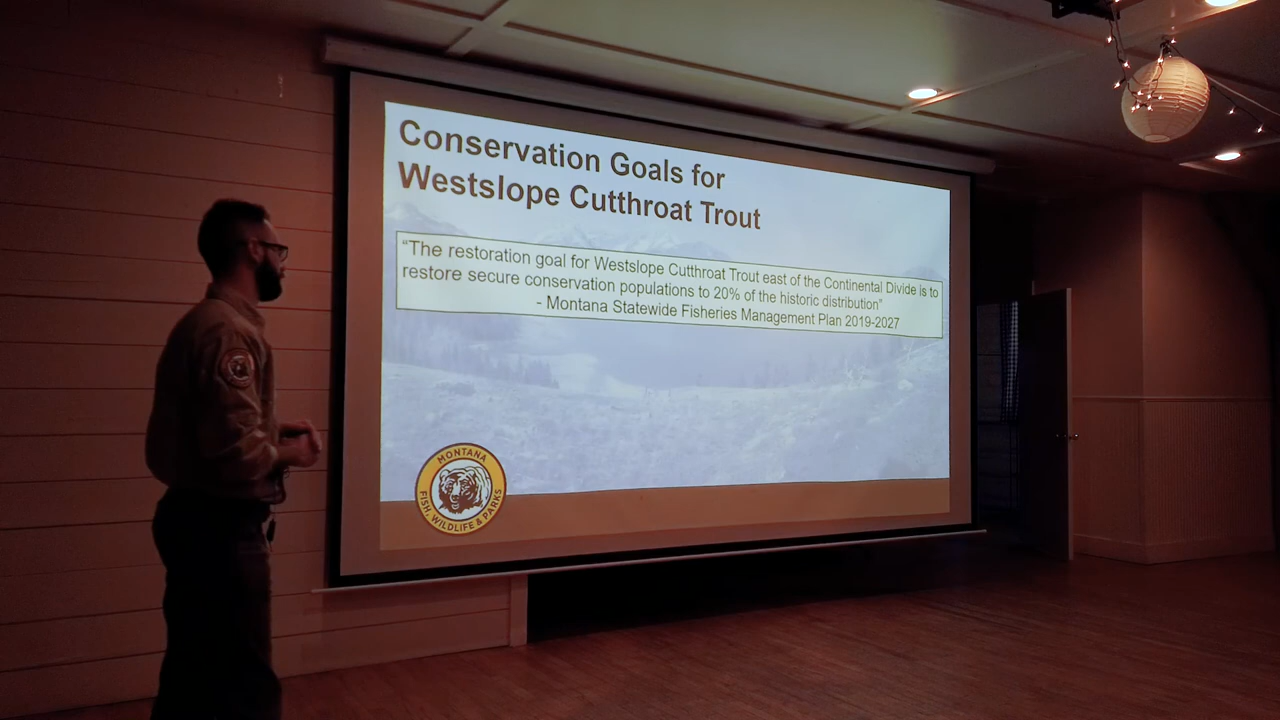 Conservation Goals for
Westslope Cutthroat Trout
“The restoration goal for Westslope Cutthroat Trout east of the Continental Divide is to
restore secure conservation populations to 20% of the historic distribution”
- Montana Statewide Fisheries Management Plan 2019-2027
MONTANA
FISH, WILDLIFE & PARKS